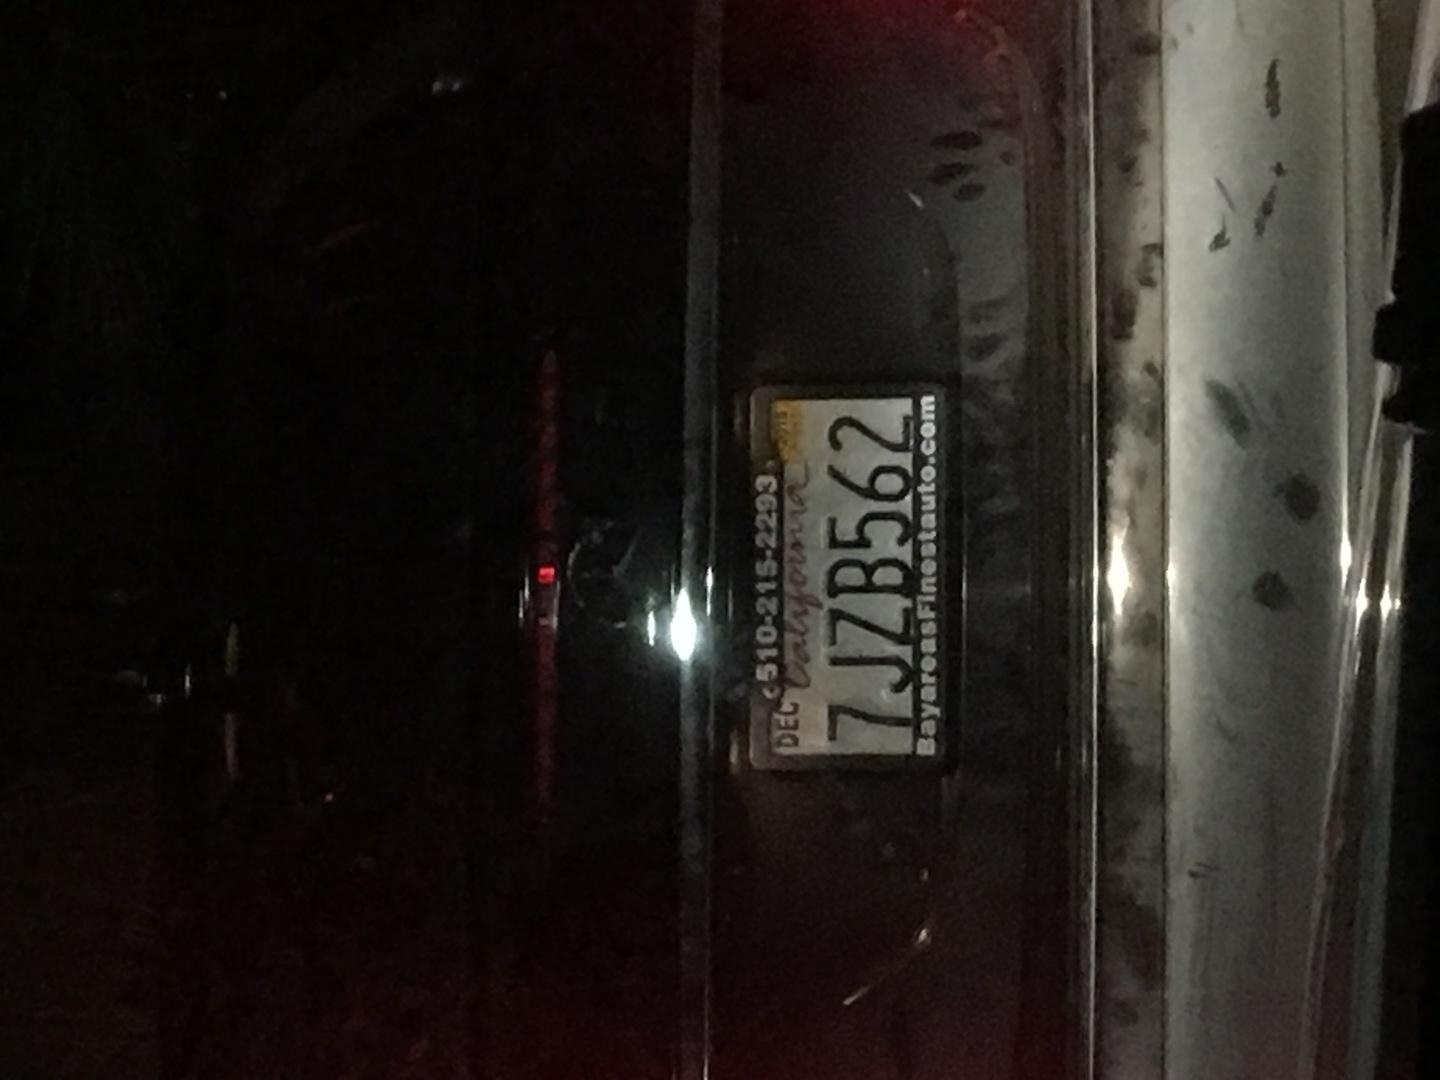 510-215-2293
DEC California
7JZB562
BayareasFinestauto.com